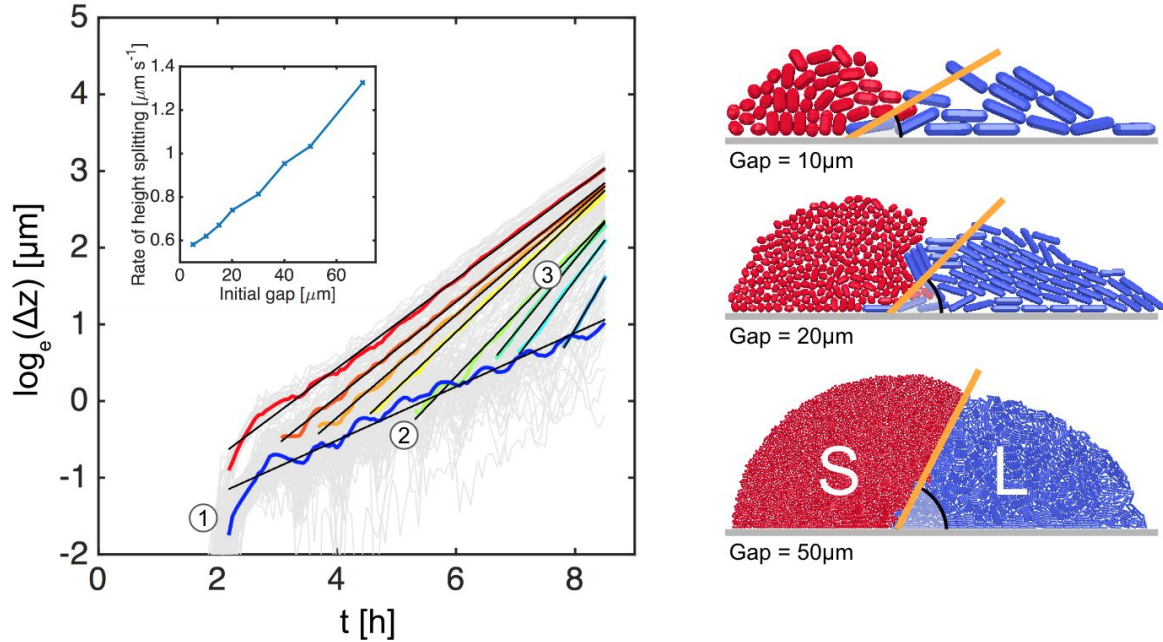 log_e(Δz) [μm]
5
4
3
2
1
0
-1
-2
0
2
4
6
8
t [h]
1
2
3
Rate of height splitting [μm s⁻¹]
1.4
1.2
1
0.8
0.6
0
20
40
60
Initial gap [μm]
Gap = 10μm
Gap = 20μm
S
L
Gap = 50μm